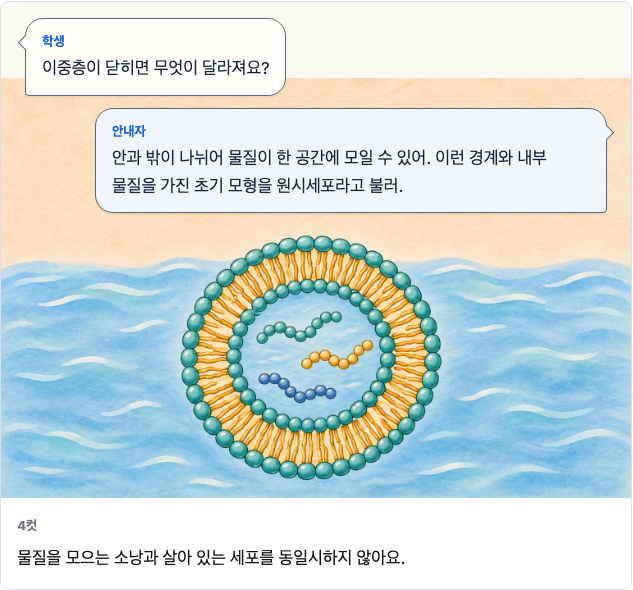 학생
이중층이 닫히면 무엇이 달라져요?
안내자
안과 밖이 나뉘어 물질이 한 공간에 모일 수 있어. 이런 경계와 내부
물질을 가진 초기 모형을 원시세포라고 불러.
4컷
물질을 모으는 소낭과 살아 있는 세포를 동일시하지 않아요.